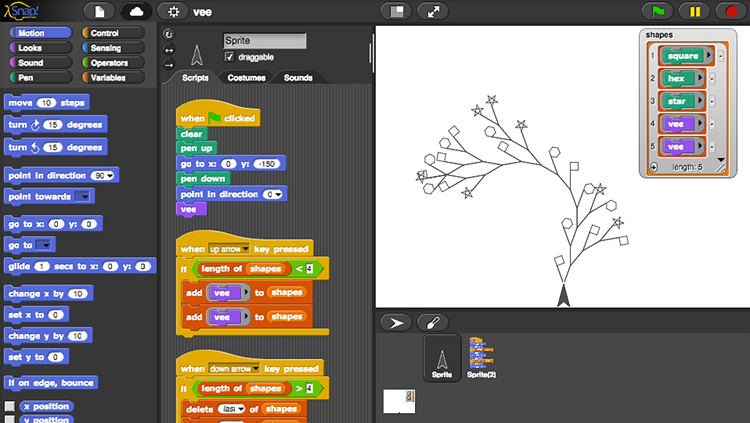 Snap!
vee
Motion
Control
Looks
Sensing
Sound
Operators
Pen
Variables
move 10 steps
turn 15 degrees
turn 15 degrees
point in direction 90
point towards
go to x: 0 y: 0
go to
glide 1 secs to x: 0 y: 0
change x by 10
set x to 0
change y by 10
set y to 0
if on edge, bounce
x position
y position
Sprite
draggable
Scripts Costumes Sounds
when clicked
clear
pen up
go to x: 0 y: -150
pen down
point in direction 0
vee
when up arrow key pressed
if length of shapes < 4
add vee to shapes
add vee to shapes
when down arrow key pressed
if length of shapes > 4
delete last of shapes
shapes
1 square
2 hex
3 star
4 vee
5 vee
length: 5
Sprite
Sprite(2)